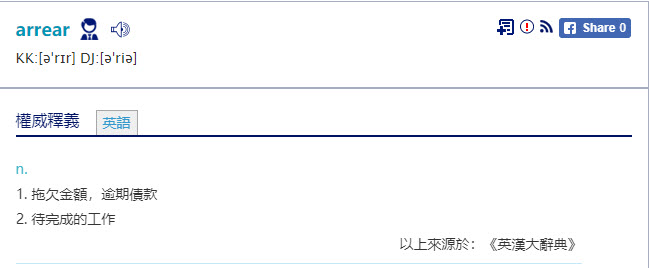 arrear Share 0
KK:[əˈrɪr] DJ:[əˈriə]
權威釋義 英語
n.
1. 拖欠金額，逾期債款
2. 待完成的工作
以上來源於：《英漢大辭典》